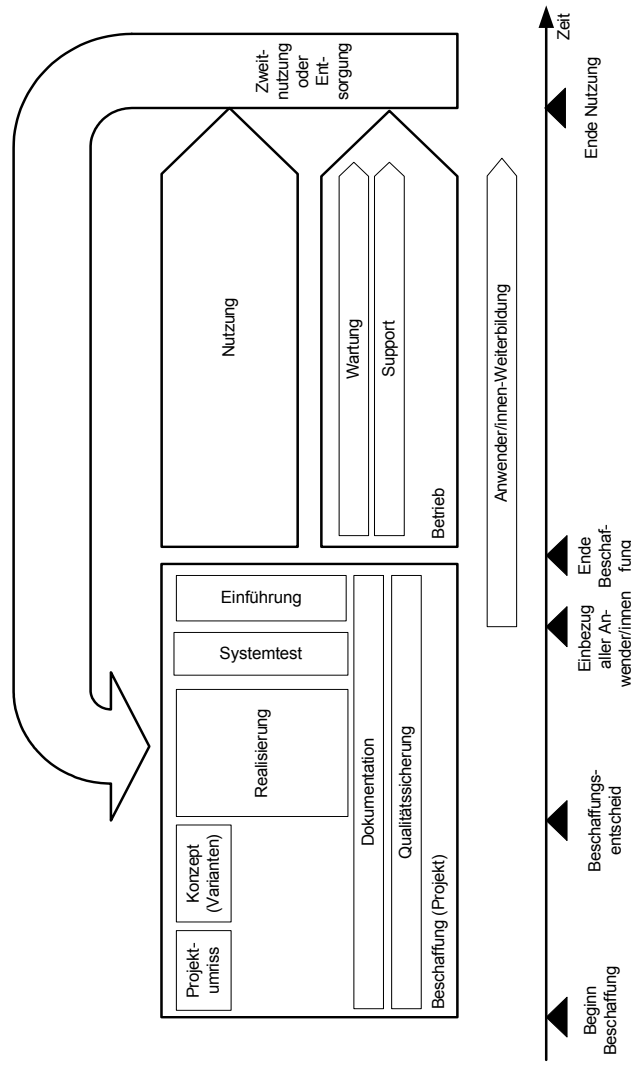 Projekt-
umriss
Konzept
(Varianten)
Realisierung
Systemtest
Einführung
Dokumentation
Qualitätssicherung
Beschaffung (Projekt)
Nutzung
Wartung
Support
Betrieb
Zweit-
nutzung
oder
Ent-
sorgung
Anwender/innen-Weiterbildung
Zeit
Beginn
Beschaffung
Beschaffungs-
entscheid
Einbezug
aller An-
wender/innen
Ende
Beschaf-
fung
Ende Nutzung